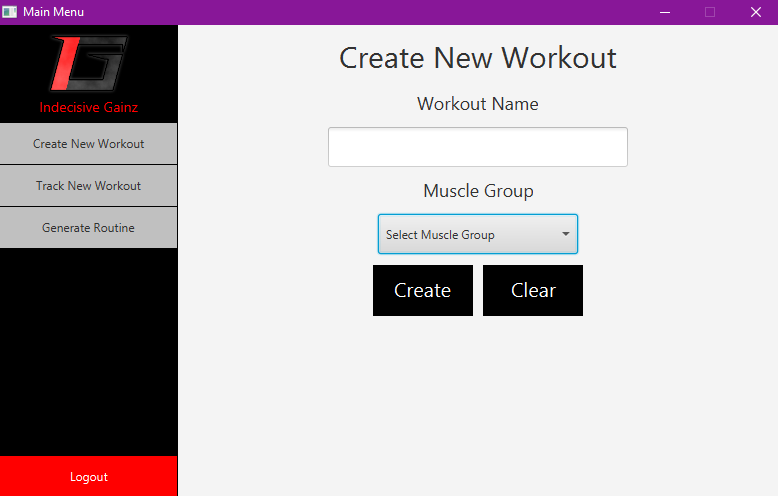 Main Menu
IG
Indecisive Gainz
Create New Workout
Track New Workout
Generate Routine
Logout
Create New Workout
Workout Name
Muscle Group
Select Muscle Group
Create
Clear